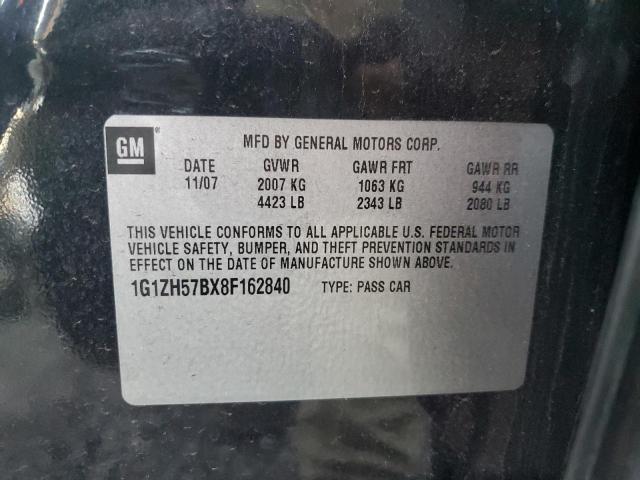 GM
MFD BY GENERAL MOTORS CORP.
DATE GVWR GAWR FRT GAWR RR
11/07 2007 KG 1063 KG 944 KG
4423 LB 2343 LB 2080 LB
THIS VEHICLE CONFORMS TO ALL APPLICABLE U.S. FEDERAL MOTOR
VEHICLE SAFETY, BUMPER, AND THEFT PREVENTION STANDARDS IN
EFFECT ON THE DATE OF MANUFACTURE SHOWN ABOVE.
1G1ZH57BX8F162840 TYPE: PASS CAR